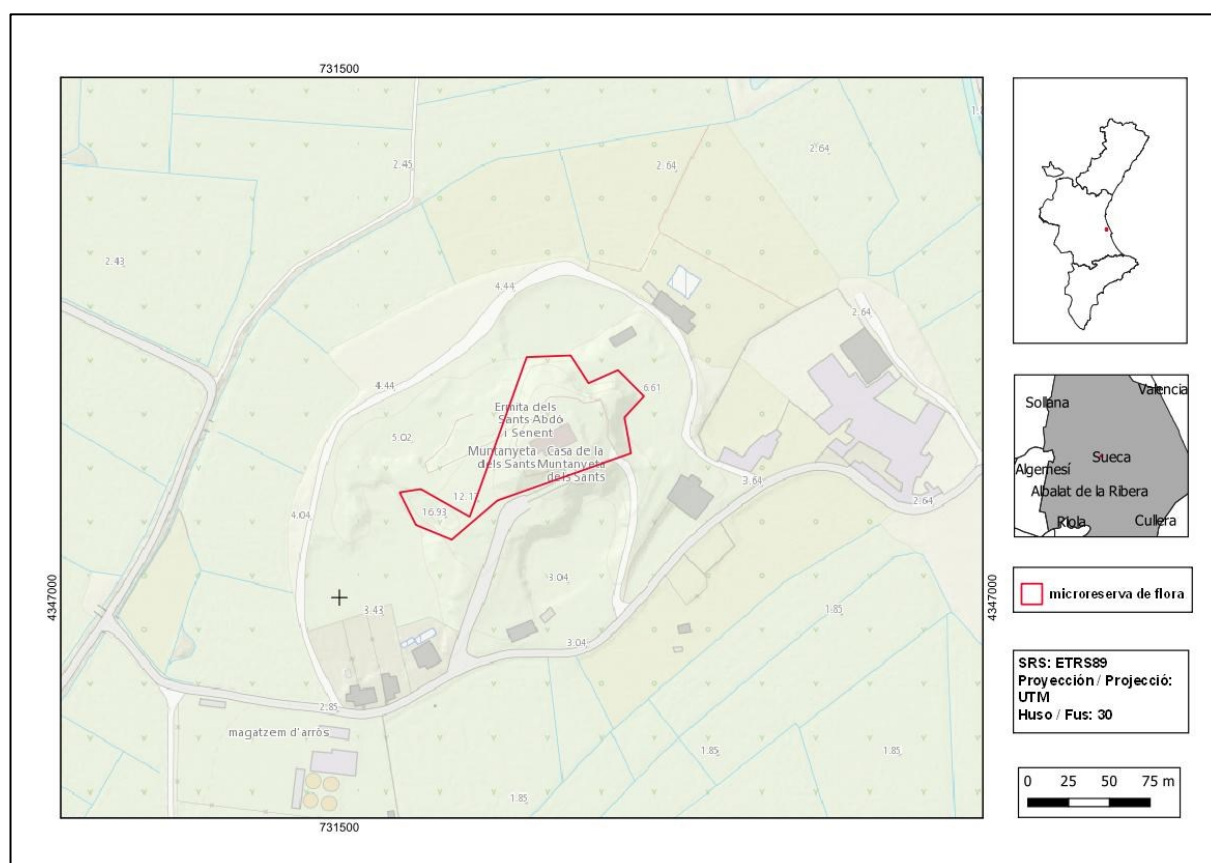 731500
2.45
2.64
2.64
2.43
4.44
2.64
4.44
6.61
Ermita dels
Sants Abdó
i Senent
5.02
Muntanyeta
dels Sants
Casa de la
Muntanyeta
dels Sants
12.17
16.93
3.64
2.64
4.04
3.04
3.43
3.04
2.85
magatzem d'arròs
1.85
1.85
1.85
1.85
4347000
4347000
731500
Sollana
Valencia
Sueca
Algemesí
Albalat de la Ribera
Riola
Cullera
microreserva de flora
SRS: ETRS89
Proyección / Projecció:
UTM
Huso / Fus: 30
0 25 50 75 m